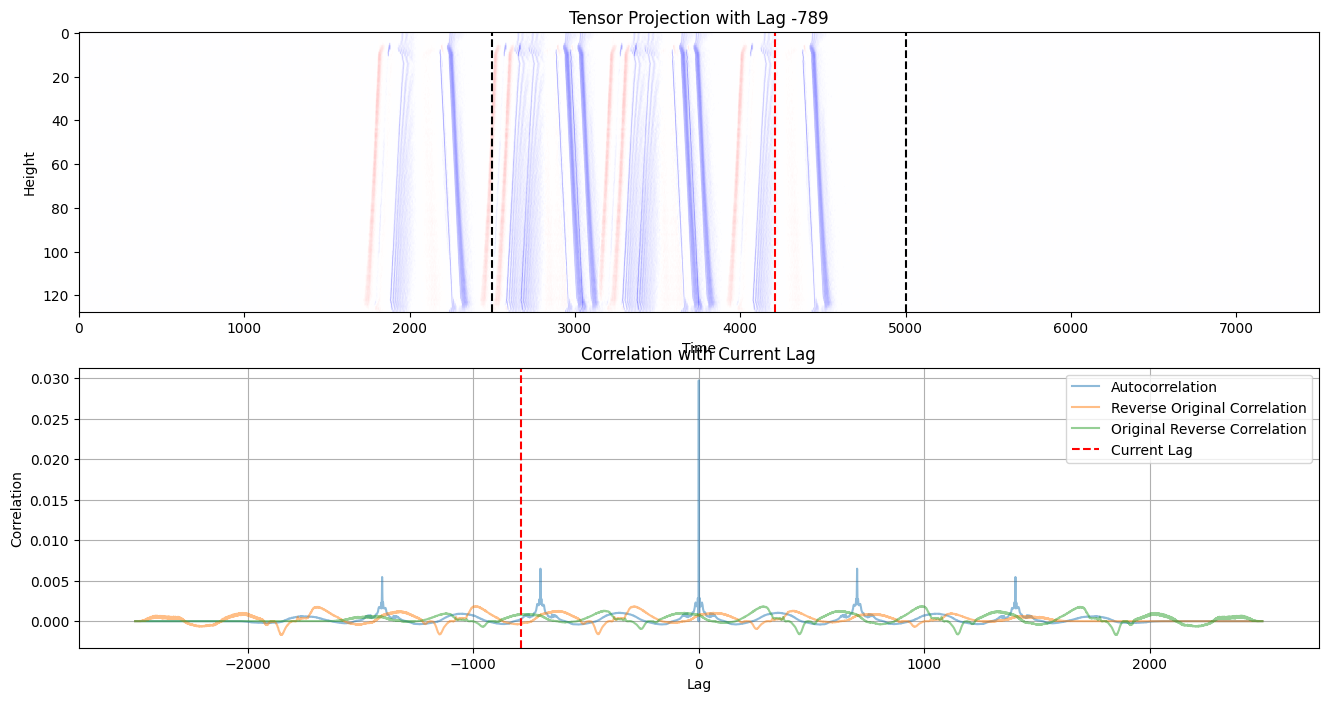 Tensor Projection with Lag -789
Height
0
20
40
60
80
100
120
0 1000 2000 3000 4000 5000 6000 7000
Time
Correlation with Current Lag
Correlation
0.030
0.025
0.020
0.015
0.010
0.005
0.000
Autocorrelation
Reverse Original Correlation
Original Reverse Correlation
Current Lag
−2000 −1000 0 1000 2000
Lag